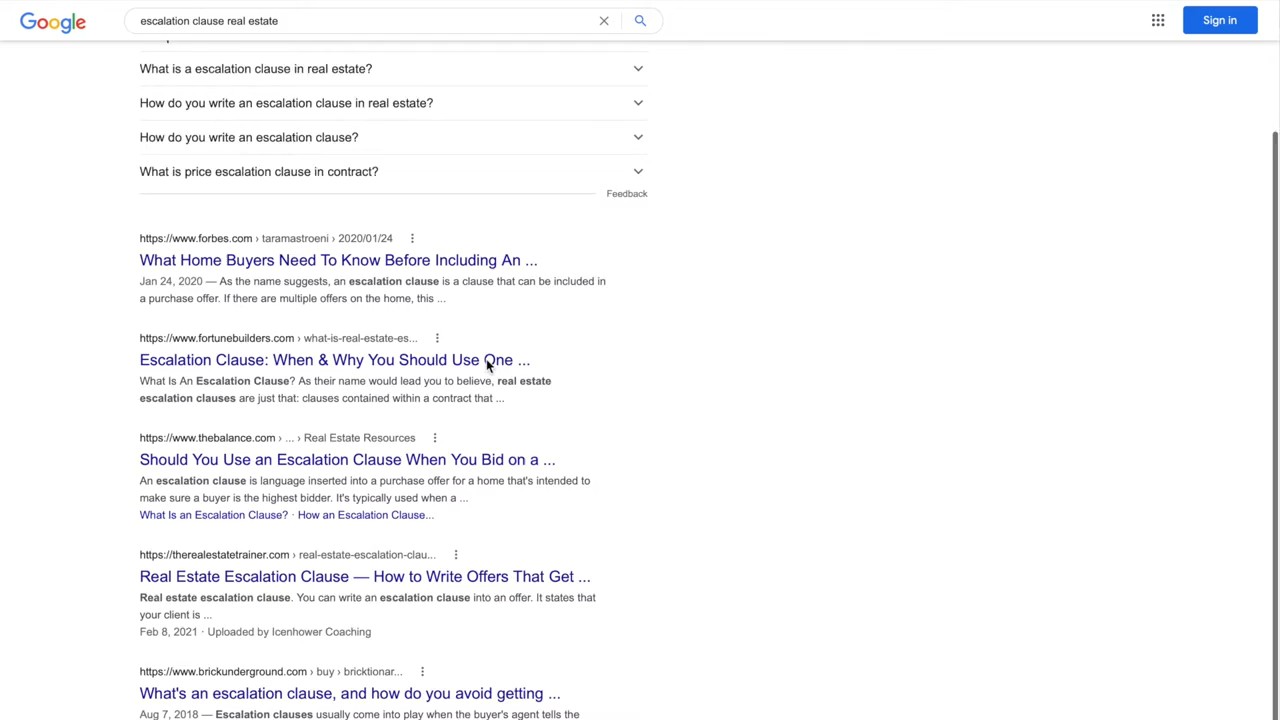 Google
escalation clause real estate
Sign in
What is a escalation clause in real estate?
How do you write an escalation clause in real estate?
How do you write an escalation clause?
What is price escalation clause in contract?
Feedback
https://www.forbes.com › taramastroeni › 2020/01/24
What Home Buyers Need To Know Before Including An ...
Jan 24, 2020 — As the name suggests, an escalation clause is a clause that can be included in
a purchase offer. If there are multiple offers on the home, this ...
https://www.fortunebuilders.com › what-is-real-estate-es...
Escalation Clause: When & Why You Should Use One ...
What Is An Escalation Clause? As their name would lead you to believe, real estate
escalation clauses are just that: clauses contained within a contract that ...
https://www.thebalance.com › ... › Real Estate Resources
Should You Use an Escalation Clause When You Bid on a ...
An escalation clause is language inserted into a purchase offer for a home that's intended to
make sure a buyer is the highest bidder. It's typically used when a ...
What Is an Escalation Clause? · How an Escalation Clause...
https://therealestatetrainer.com › real-estate-escalation-clau...
Real Estate Escalation Clause — How to Write Offers That Get ...
Real estate escalation clause. You can write an escalation clause into an offer. It states that
your client is ...
Feb 8, 2021 · Uploaded by Icenhower Coaching
https://www.brickunderground.com › buy › bricktionar...
What's an escalation clause, and how do you avoid getting ...
Aug 7, 2018 — Escalation clauses usually come into play when the buyer's agent tells the